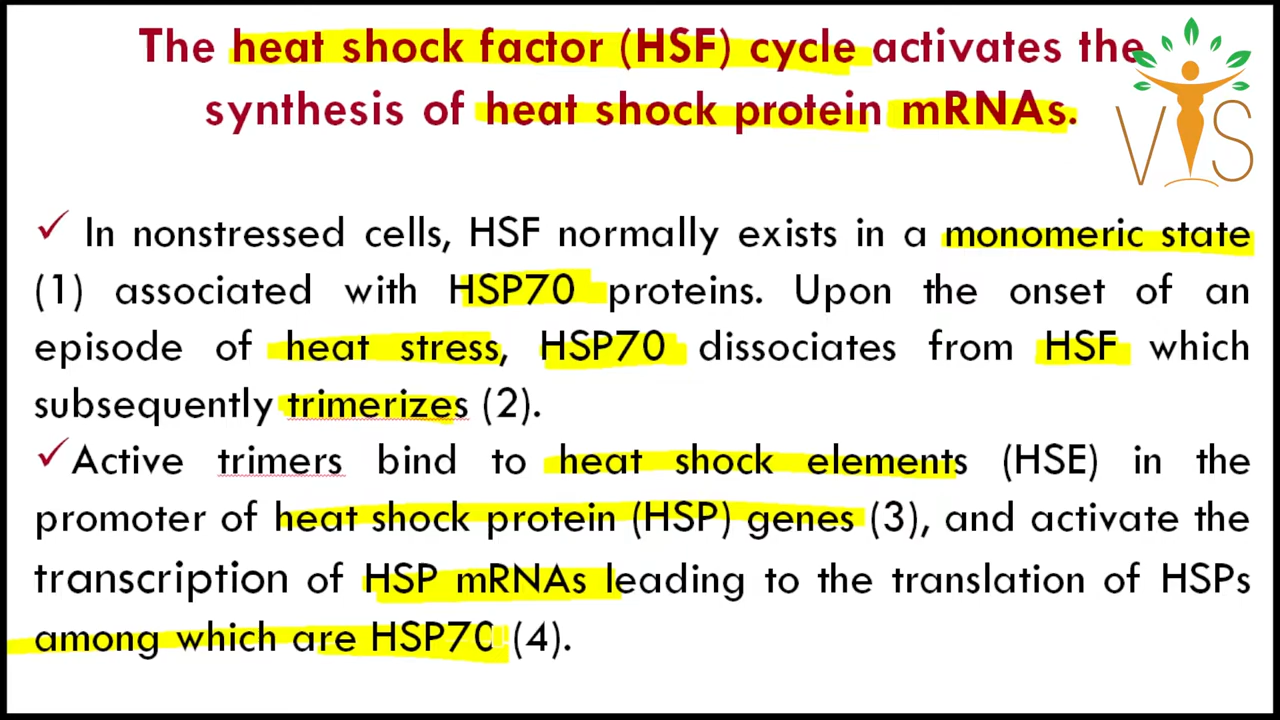 The heat shock factor (HSF) cycle activates the
synthesis of heat shock protein mRNAs.
VIS
✓ In nonstressed cells, HSF normally exists in a monomeric state
(1) associated with HSP70 proteins. Upon the onset of an
episode of heat stress, HSP70 dissociates from HSF which
subsequently trimerizes (2).
✓Active trimers bind to heat shock elements (HSE) in the
promoter of heat shock protein (HSP) genes (3), and activate the
transcription of HSP mRNAs leading to the translation of HSPs
among which are HSP70 (4).